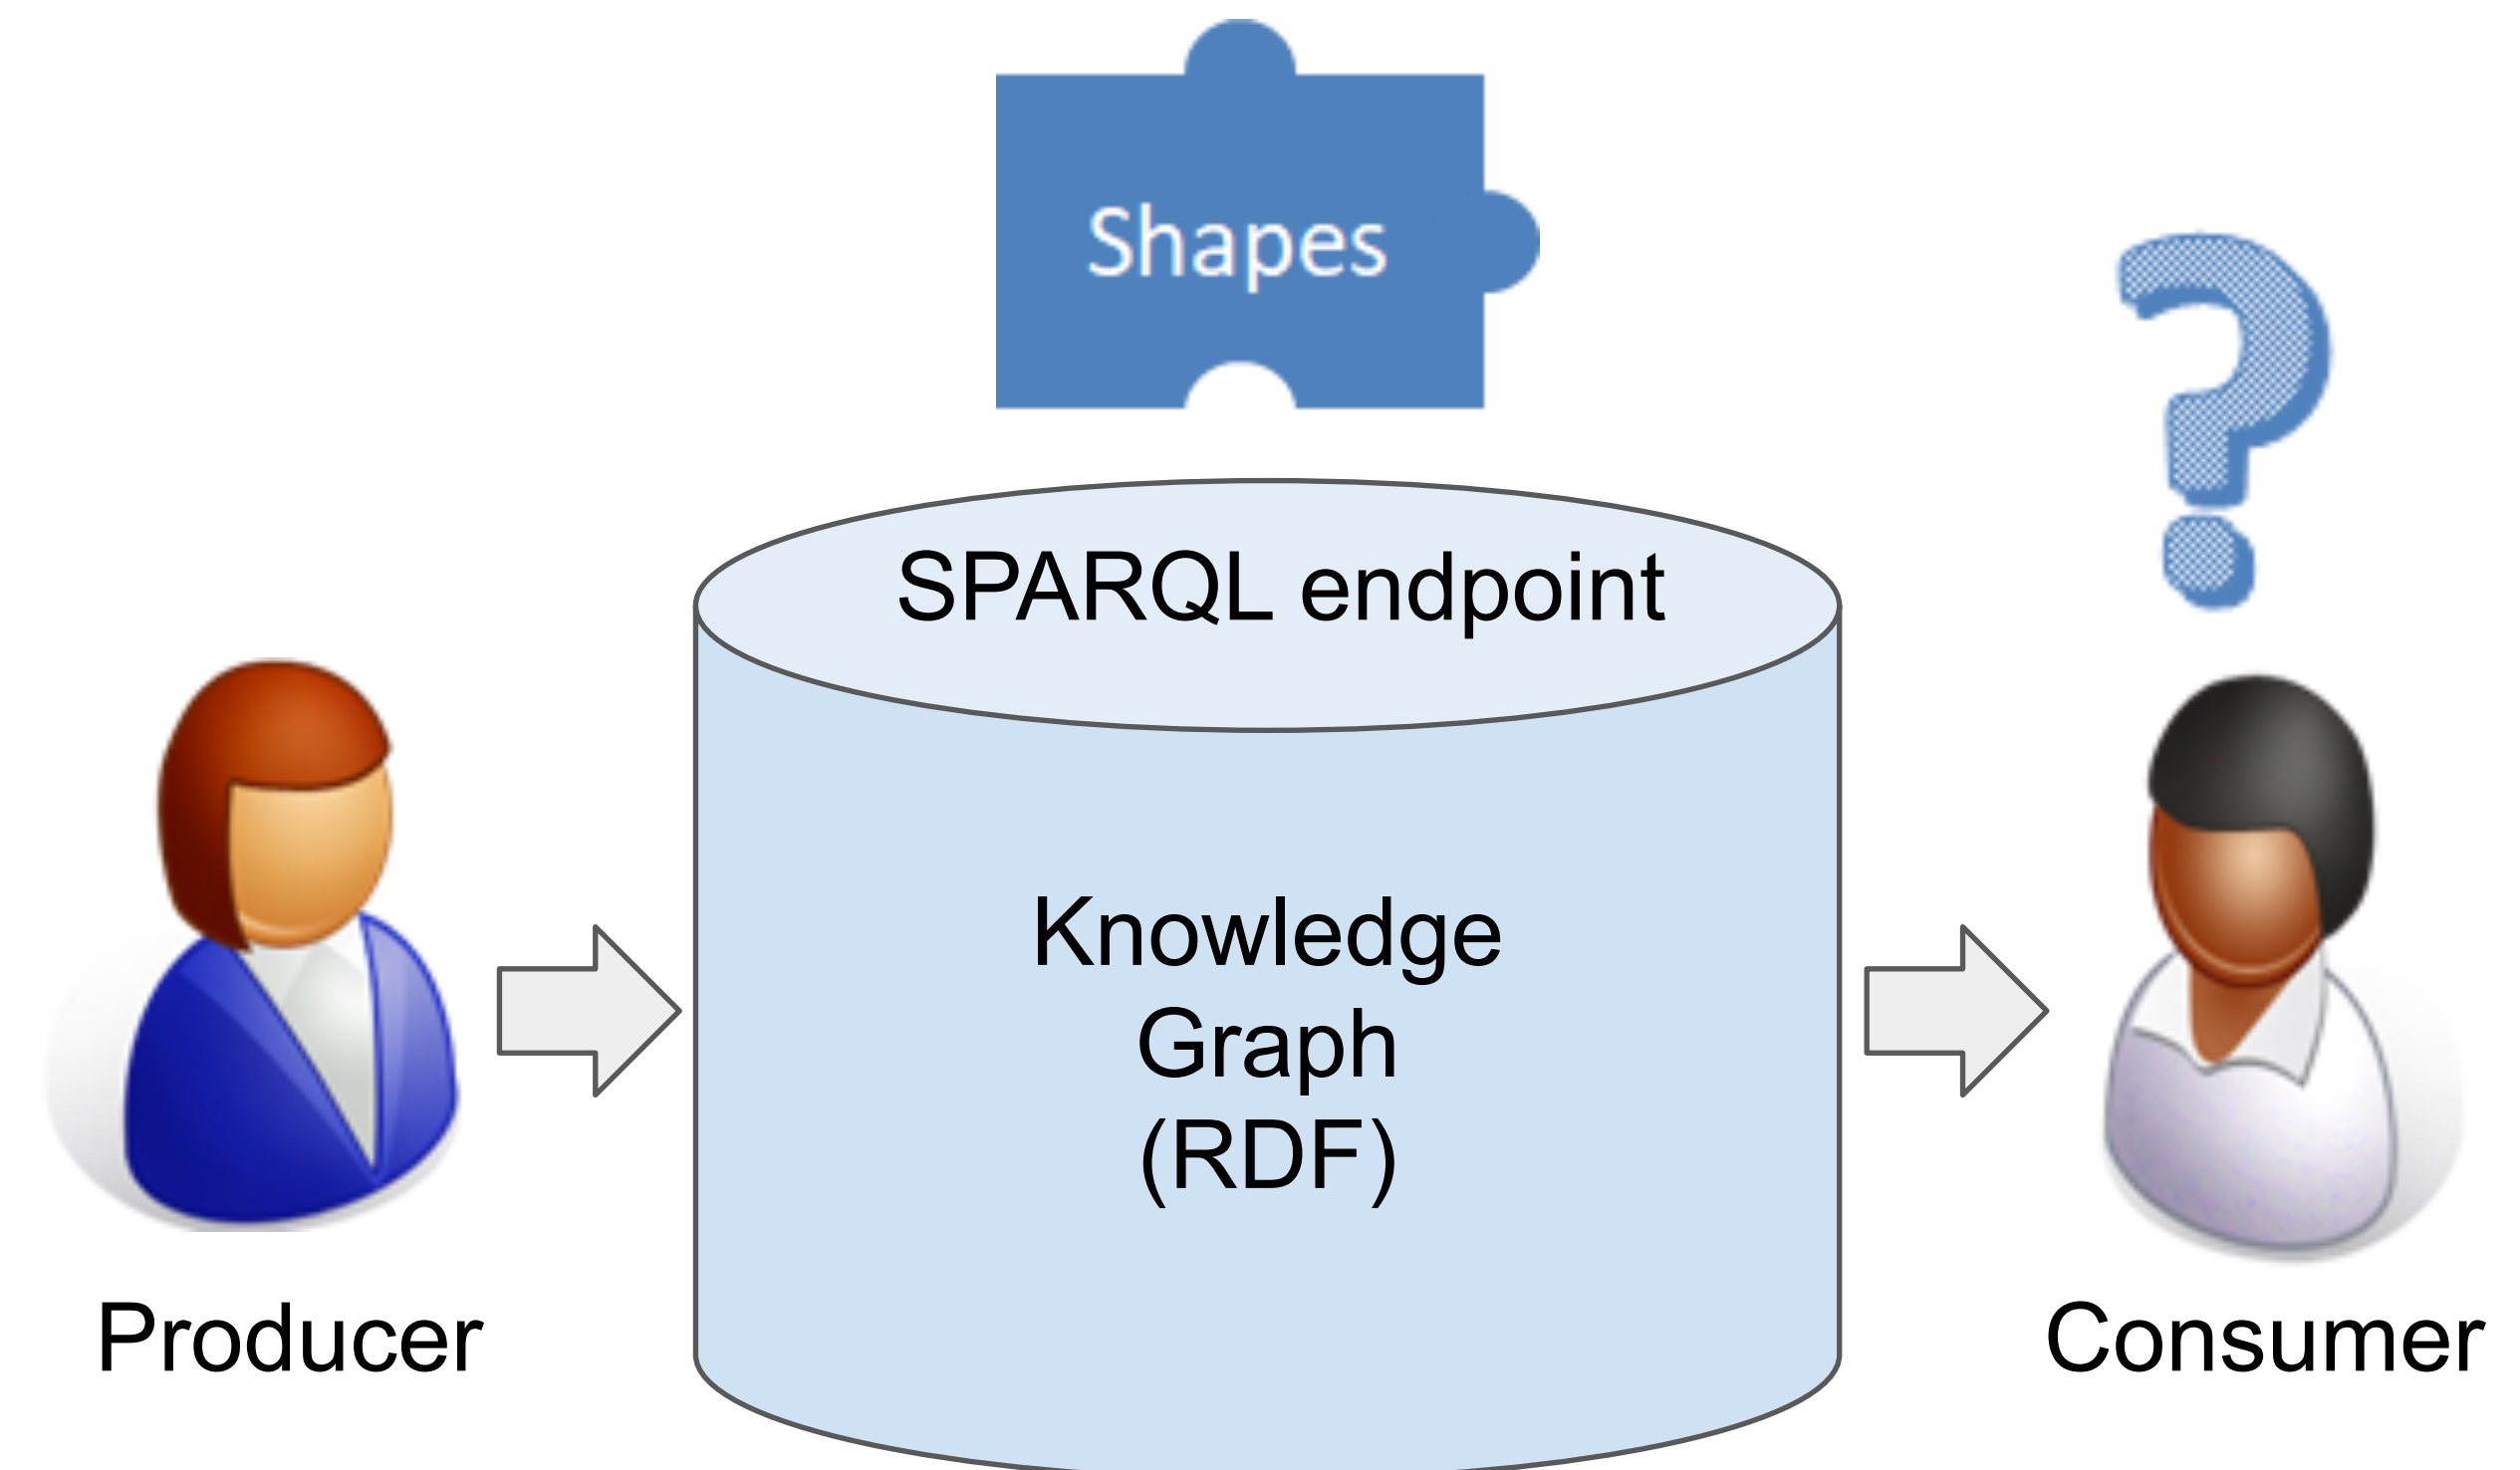 Shapes
SPARQL endpoint
Knowledge
Graph
(RDF)
Producer
Consumer